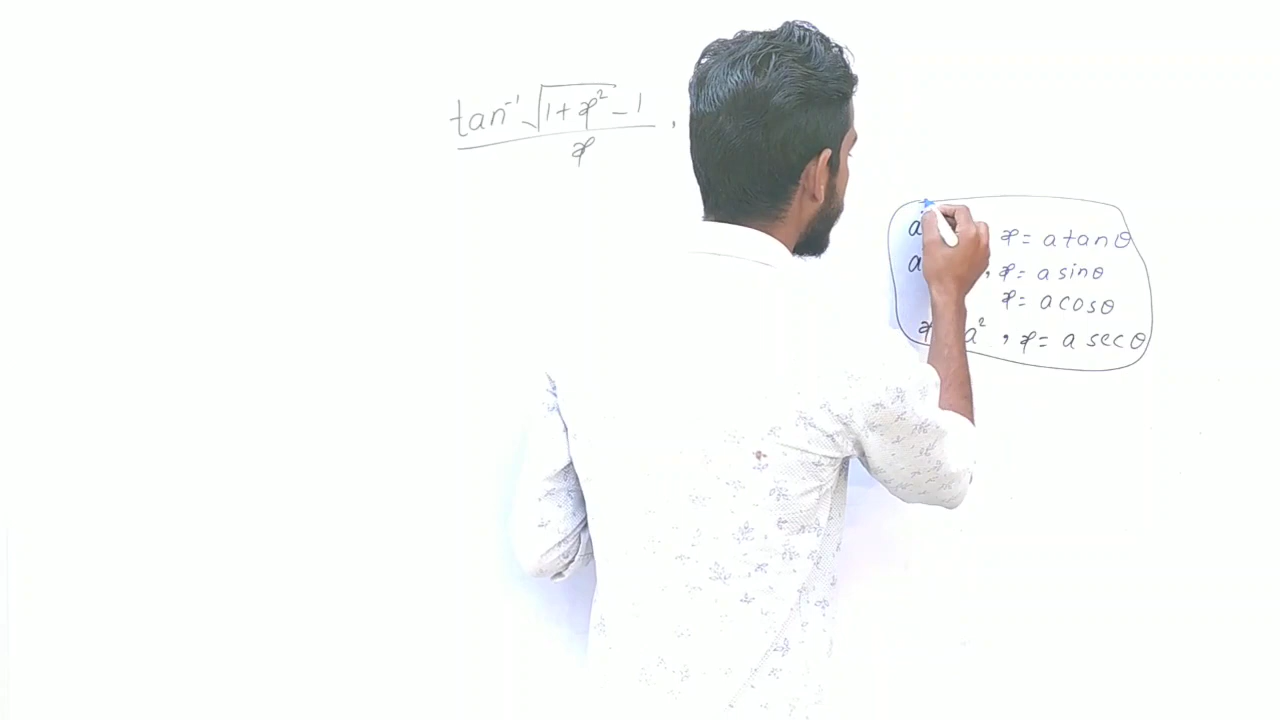 tan⁻¹ √1+x² - 1 ,
x
a x = a tanθ
a , x = a sinθ
x = a cosθ
x a² , x = a secθ